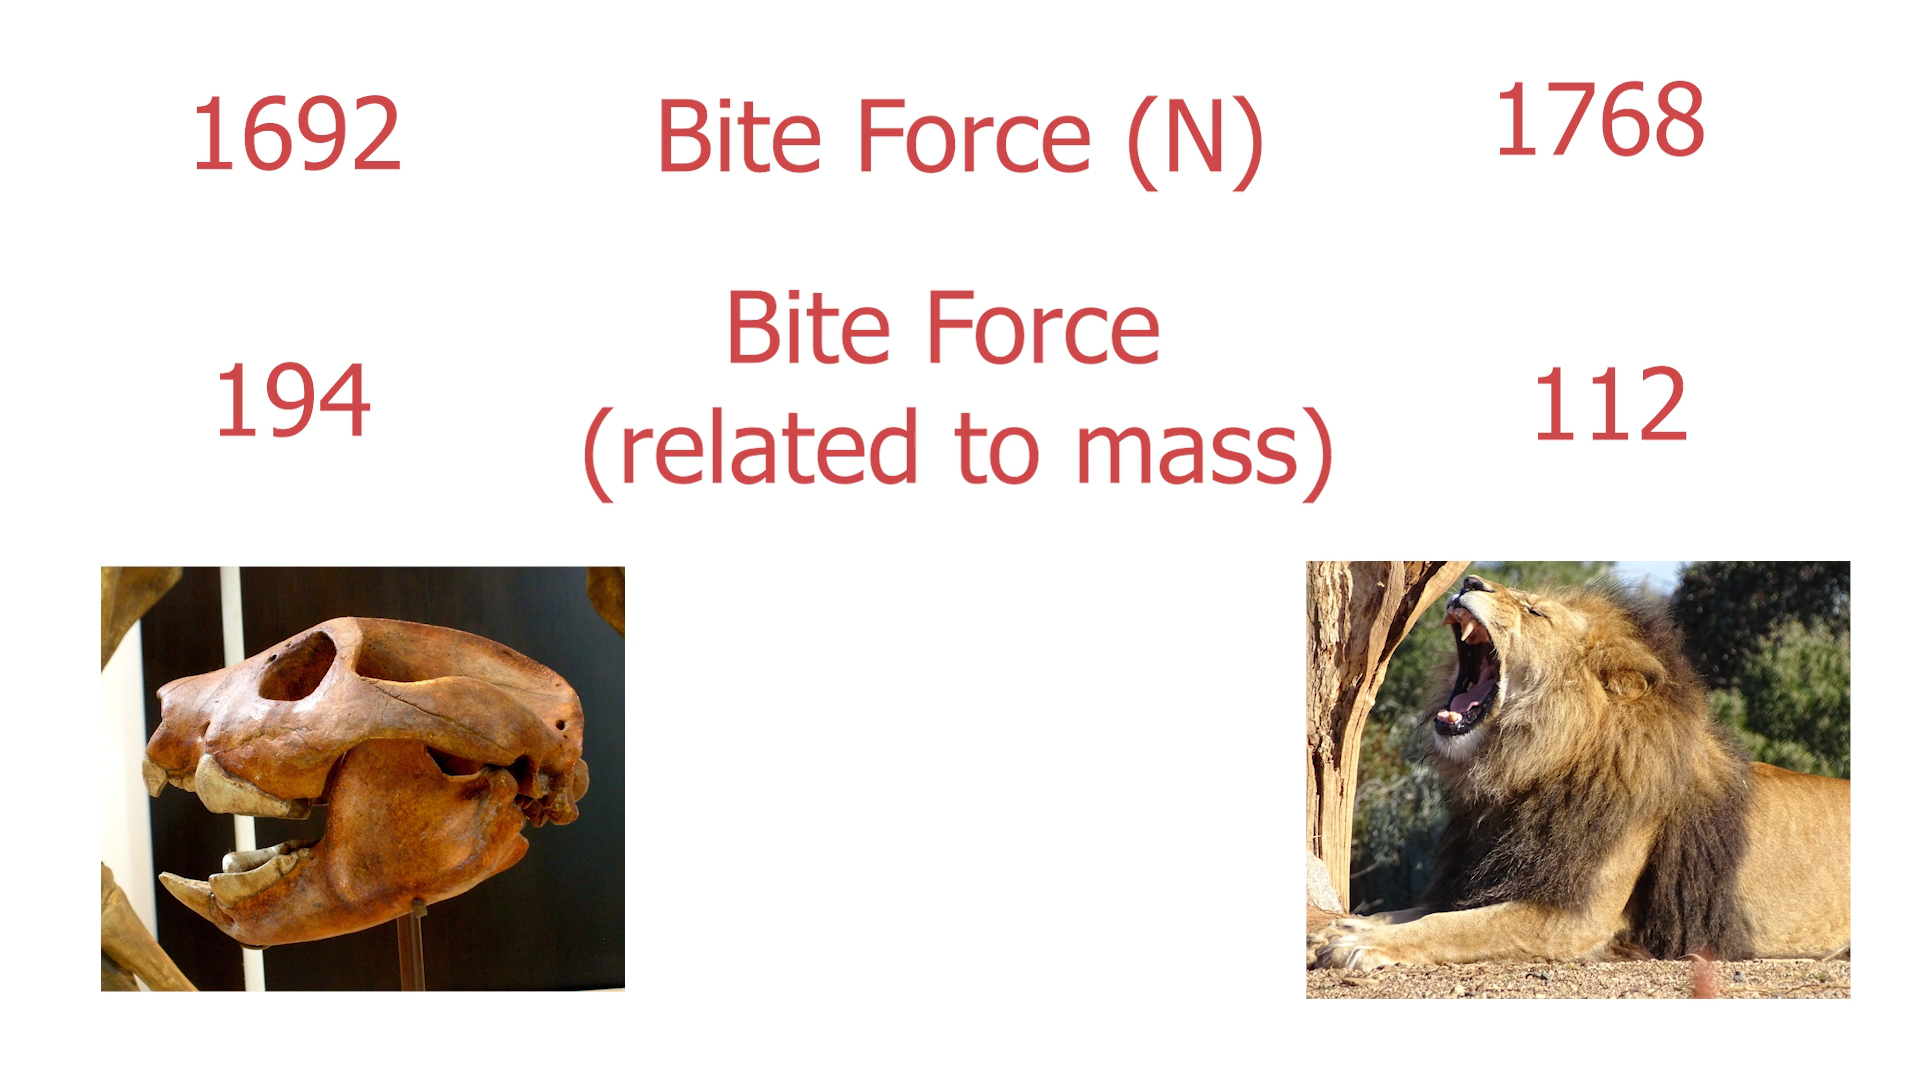 1692
Bite Force (N)
1768
194
Bite Force
(related to mass)
112